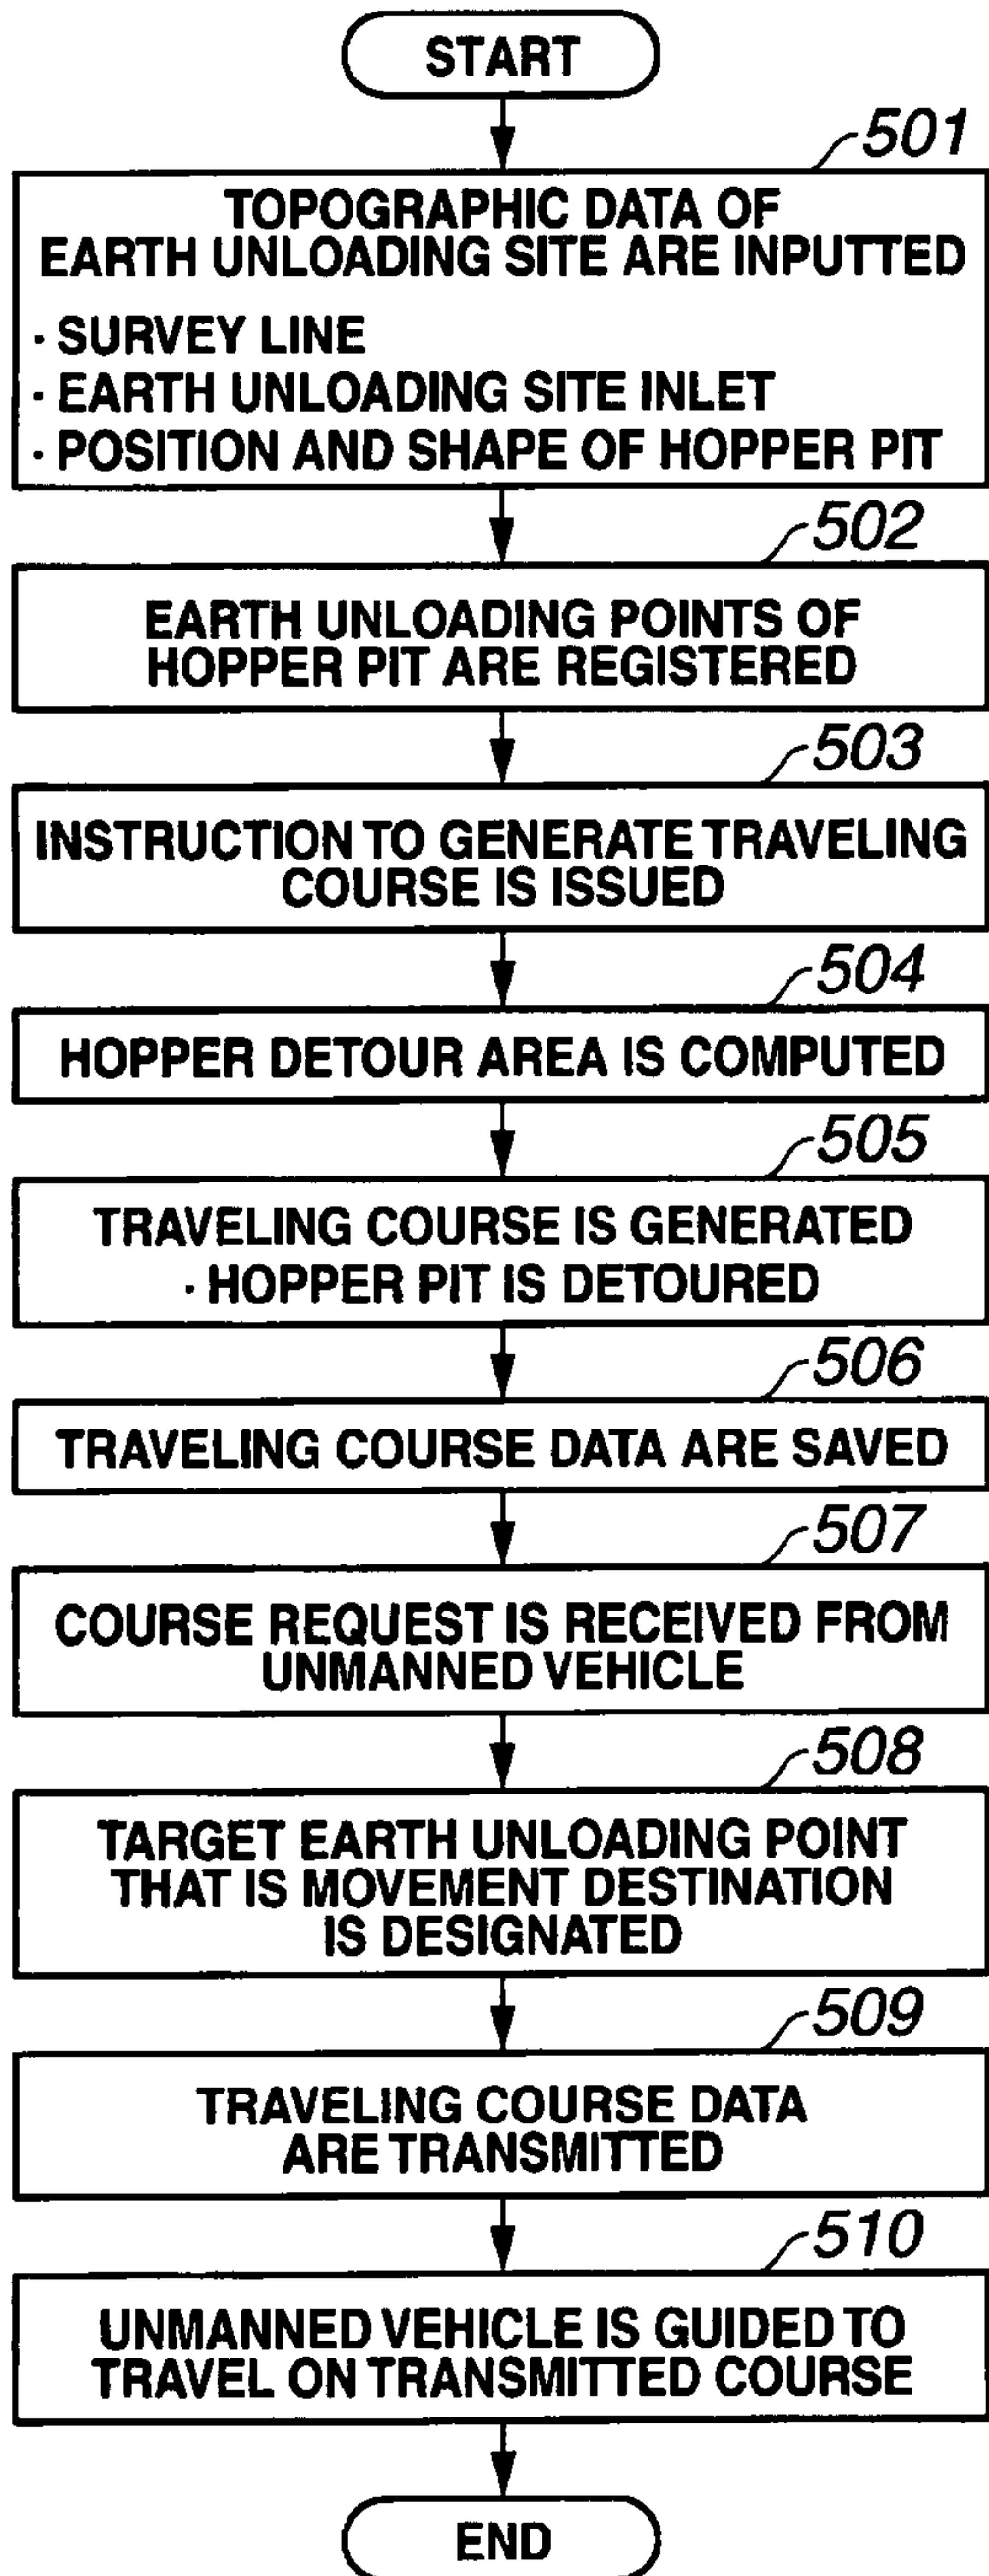 START
501
TOPOGRAPHIC DATA OF
EARTH UNLOADING SITE ARE INPUTTED
· SURVEY LINE
· EARTH UNLOADING SITE INLET
· POSITION AND SHAPE OF HOPPER PIT
502
EARTH UNLOADING POINTS OF
HOPPER PIT ARE REGISTERED
503
INSTRUCTION TO GENERATE TRAVELING
COURSE IS ISSUED
504
HOPPER DETOUR AREA IS COMPUTED
505
TRAVELING COURSE IS GENERATED
· HOPPER PIT IS DETOURED
506
TRAVELING COURSE DATA ARE SAVED
507
COURSE REQUEST IS RECEIVED FROM
UNMANNED VEHICLE
508
TARGET EARTH UNLOADING POINT
THAT IS MOVEMENT DESTINATION
IS DESIGNATED
509
TRAVELING COURSE DATA
ARE TRANSMITTED
510
UNMANNED VEHICLE IS GUIDED TO
TRAVEL ON TRANSMITTED COURSE
END